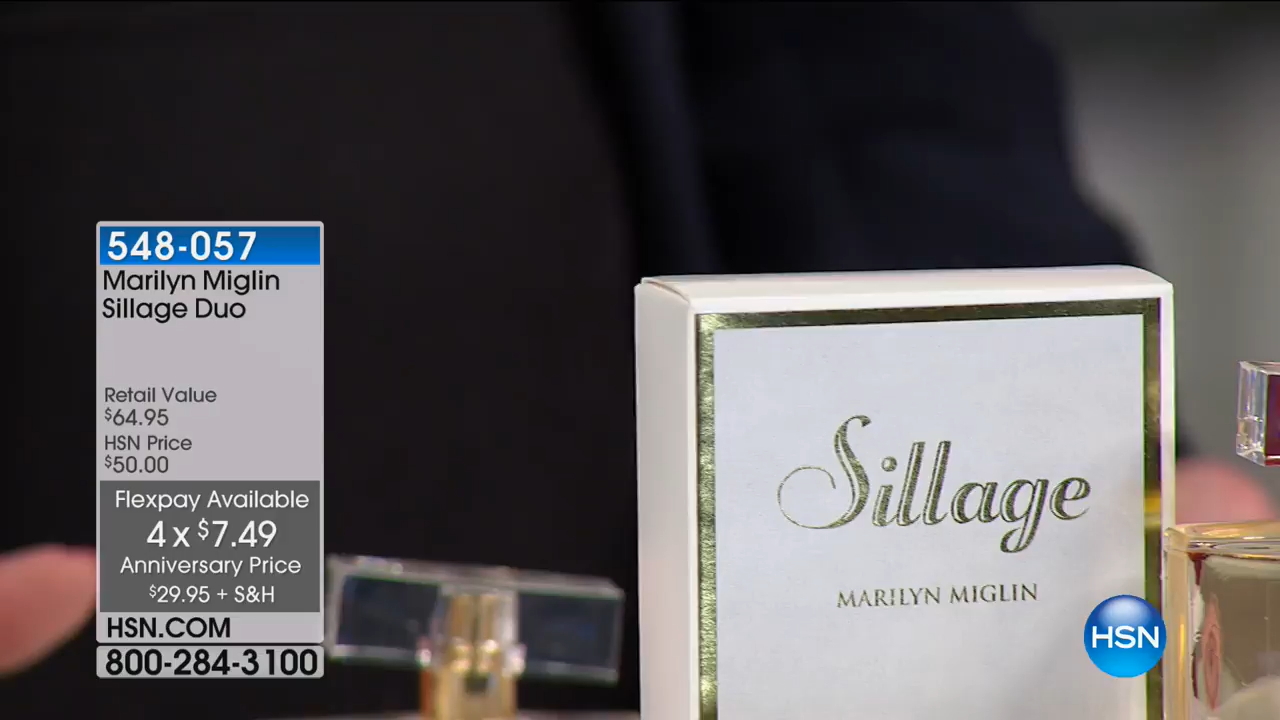 548-057
Marilyn Miglin
Sillage Duo
Retail Value
$64.95
HSN Price
$50.00
Flexpay Available
4 x $7.49
Anniversary Price
$29.95 + S&H
HSN.COM
800-284-3100
Sillage
MARILYN MIGLIN
HSN